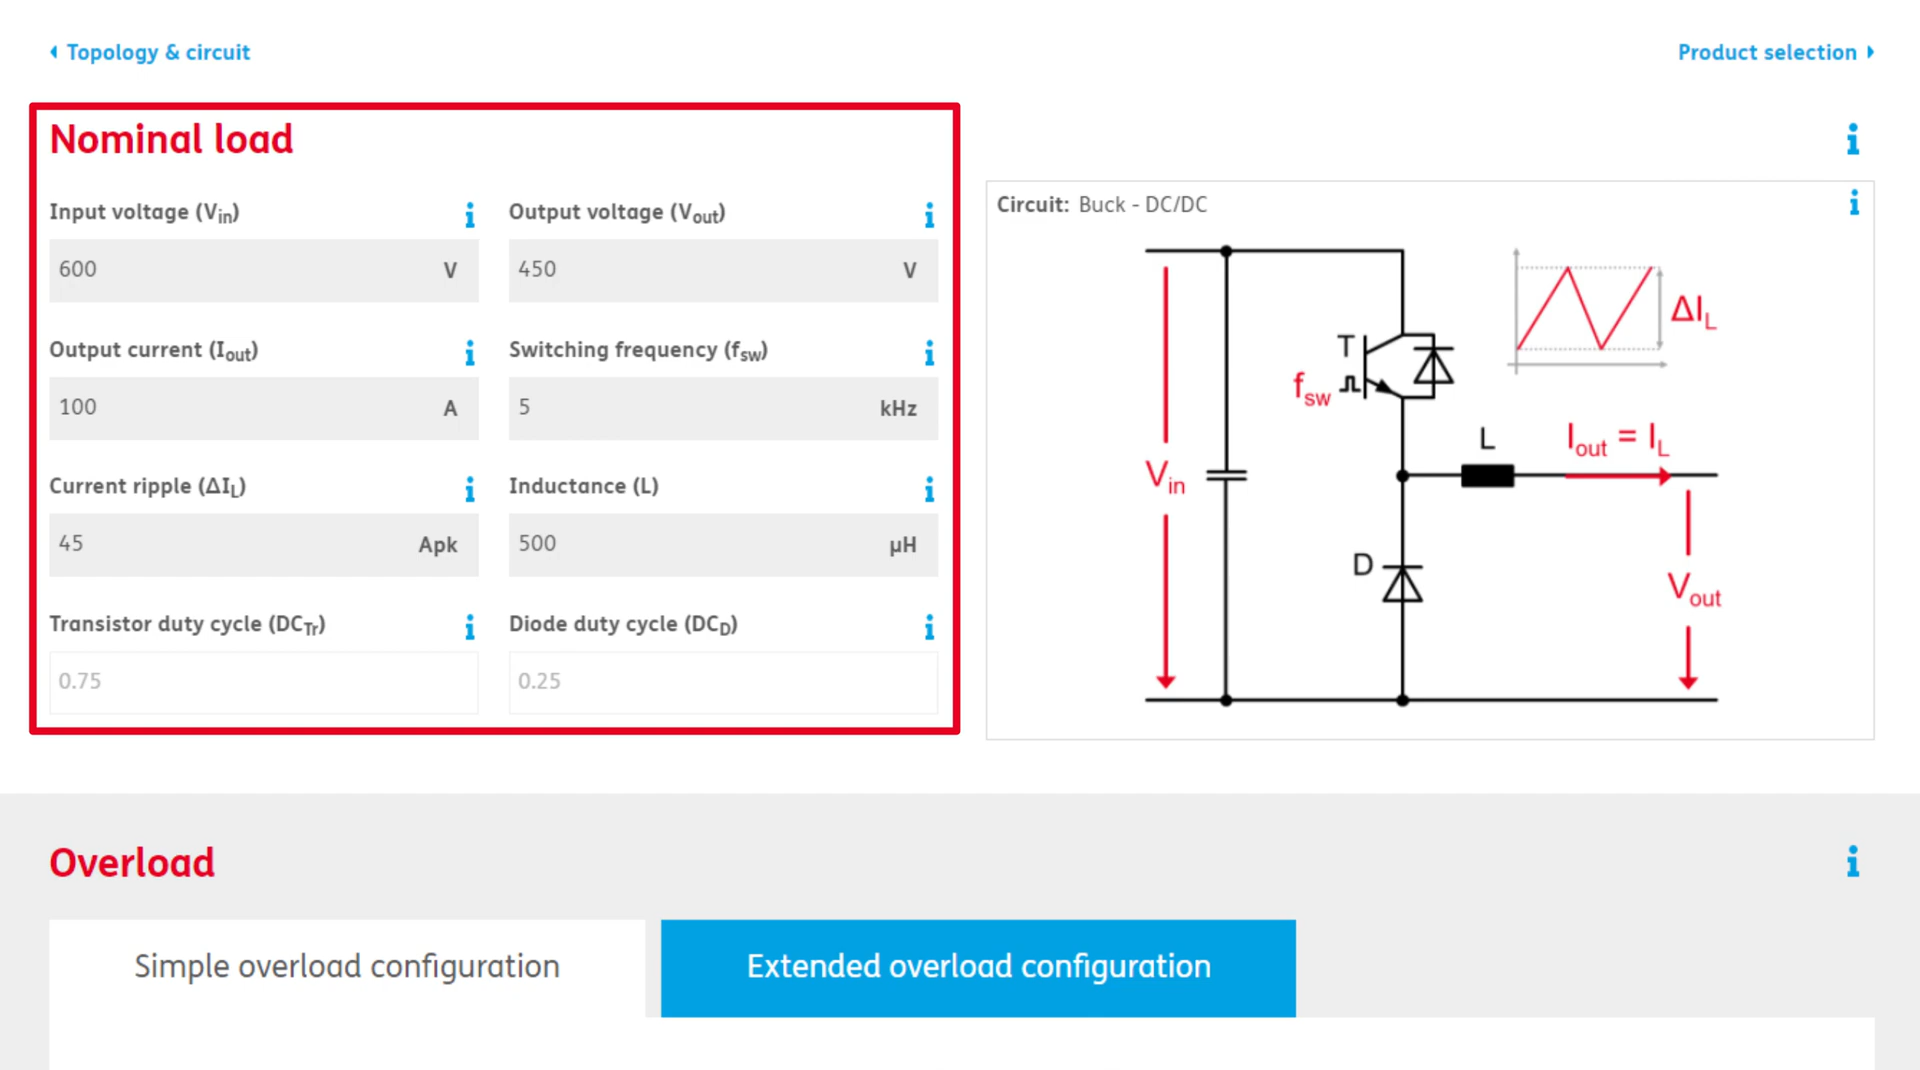 Topology & circuit
Product selection
Nominal load
Input voltage (Vin)
Output voltage (Vout)
600 V
450 V
Output current (Iout)
Switching frequency (fsw)
100 A
5 kHz
Current ripple (ΔIL)
Inductance (L)
45 Apk
500 µH
Transistor duty cycle (DCTr)
Diode duty cycle (DCD)
0.75
0.25
Circuit: Buck - DC/DC
T
fsw
ΔIL
L
Iout = IL
Vin
D
Vout
Overload
Simple overload configuration
Extended overload configuration